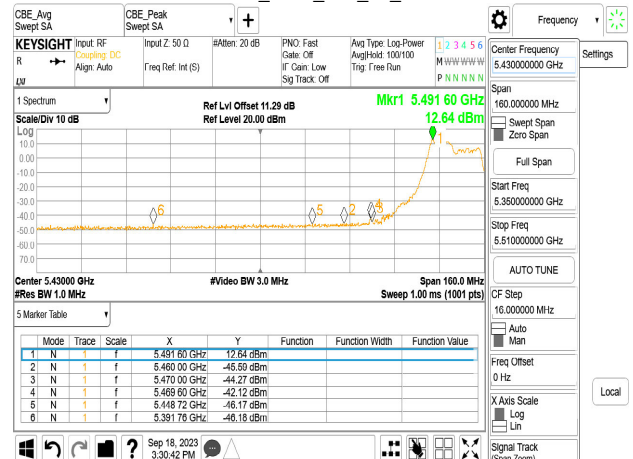 CBE_Avg
Swept SA
CBE_Peak
Swept SA
Frequency
KEYSIGHT
R
LNI
Input: RF
Coupling: DC
Align: Auto
Input Z: 50 Ω
Freq Ref: Int (S)
#Atten: 20 dB
PNO: Fast
Gate: Off
IF Gain: Low
Sig Track: Off
Avg Type: Log-Power
Avg|Hold: 100/100
Trig: Free Run
1 2 3 4 5 6
M W W W W W
P N N N N N
Center Frequency
5.430000000 GHz
Settings
Span
160.000000 MHz
Swept Span
Zero Span
Full Span
Start Freq
5.350000000 GHz
Stop Freq
5.510000000 GHz
AUTO TUNE
CF Step
16.000000 MHz
Auto
Man
Freq Offset
0 Hz
X Axis Scale
Log
Lin
Signal Track
(Span Zoom)
Local
1 Spectrum
Scale/Div 10 dB
Log
Ref Lvl Offset 11.29 dB
Ref Level 20.00 dBm
Mkr1 5.491 60 GHz
12.64 dBm
10.0
0.00
-10.0
-20.0
-30.0
-40.0
-50.0
-60.0
-70.0
6
5
2
1
Center 5.43000 GHz
#Res BW 1.0 MHz
#Video BW 3.0 MHz
Span 160.0 MHz
Sweep 1.00 ms (1001 pts)
5 Marker Table
Mode Trace Scale X Y Function Function Width Function Value
1 N 1 f 5.491 60 GHz 12.64 dBm
2 N 1 f 5.460 00 GHz -45.59 dBm
3 N 1 f 5.470 00 GHz -44.27 dBm
4 N 1 f 5.469 60 GHz -42.12 dBm
5 N 1 f 5.448 72 GHz -46.17 dBm
6 N 1 f 5.391 76 GHz -46.18 dBm
?
Sep 18, 2023
3:30:42 PM